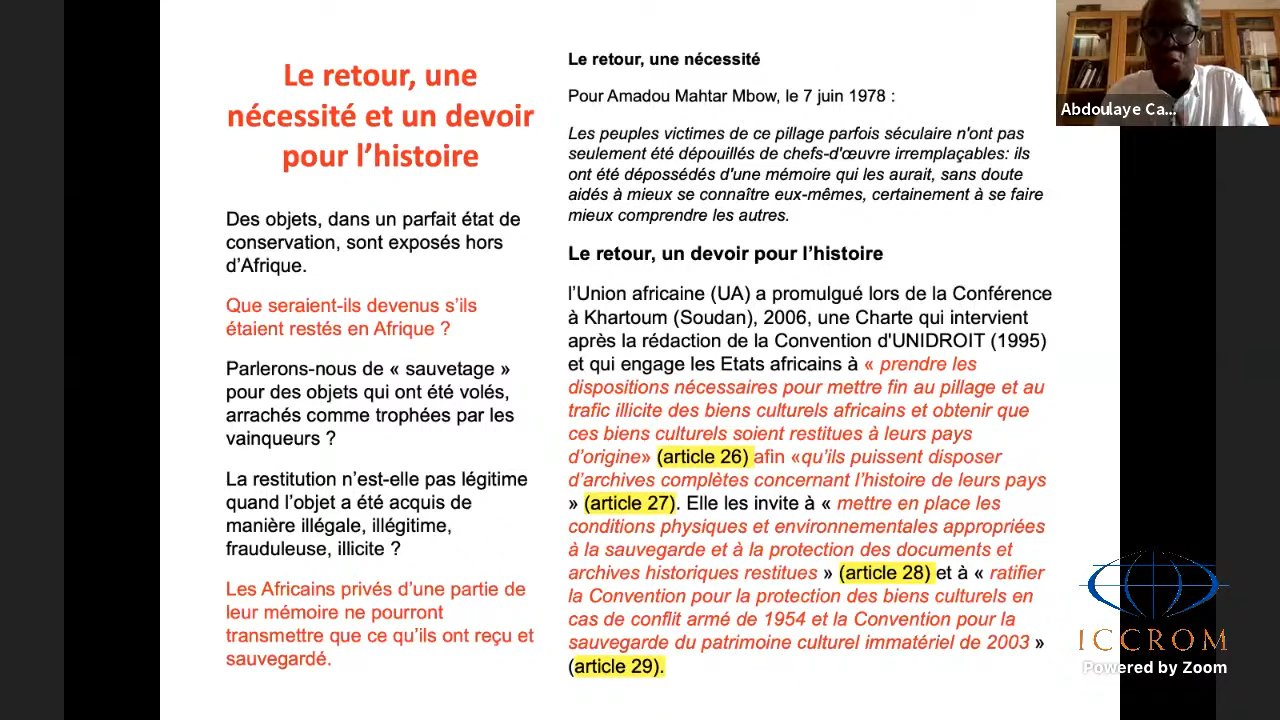 Le retour, une
nécessité et un devoir
pour l’histoire
Des objets, dans un parfait état de
conservation, sont exposés hors
d’Afrique.
Que seraient-ils devenus s’ils
étaient restés en Afrique ?
Parlerons-nous de « sauvetage »
pour des objets qui ont été volés,
arrachés comme trophées par les
vainqueurs ?
La restitution n’est-elle pas légitime
quand l’objet a été acquis de
manière illégale, illégitime,
frauduleuse, illicite ?
Les Africains privés d’une partie de
leur mémoire ne pourront
transmettre que ce qu’ils ont reçu et
sauvegardé.
Le retour, une nécessité
Pour Amadou Mahtar Mbow, le 7 juin 1978 :
Les peuples victimes de ce pillage parfois séculaire n'ont pas
seulement été dépouillés de chefs-d'œuvre irremplaçables: ils
ont été dépossédés d'une mémoire qui les aurait, sans doute
aidés à mieux se connaître eux-mêmes, certainement à se faire
mieux comprendre les autres.
Le retour, un devoir pour l’histoire
l’Union africaine (UA) a promulgué lors de la Conférence
à Khartoum (Soudan), 2006, une Charte qui intervient
après la rédaction de la Convention d'UNIDROIT (1995)
et qui engage les Etats africains à « prendre les
dispositions nécessaires pour mettre fin au pillage et au
trafic illicite des biens culturels africains et obtenir que
ces biens culturels soient restitues à leurs pays
d’origine» (article 26) afin «qu’ils puissent disposer
d’archives complètes concernant l’histoire de leurs pays
» (article 27). Elle les invite à « mettre en place les
conditions physiques et environnementales appropriées
à la sauvegarde et à la protection des documents et
archives historiques restitues » (article 28) et à « ratifier
la Convention pour la protection des biens culturels en
cas de conflit armé de 1954 et la Convention pour la
sauvegarde du patrimoine culturel immatériel de 2003 »
(article 29).
Abdoulaye Ca...
ICCROM
Powered by Zoom